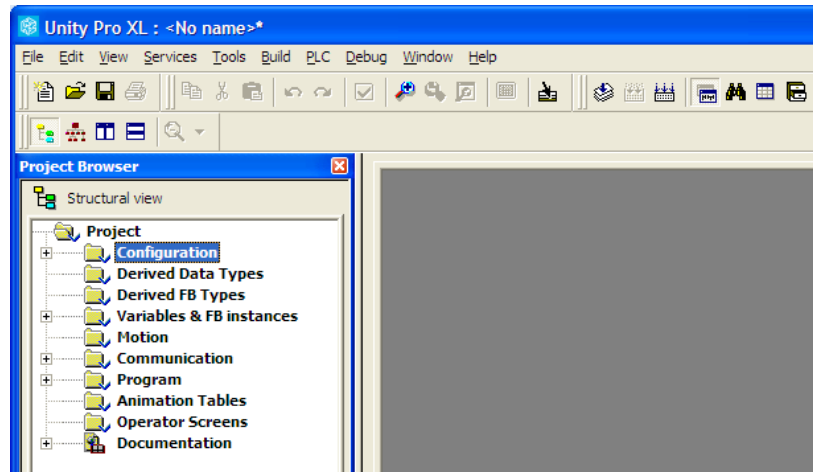 Unity Pro XL : <No name>*
File Edit View Services Tools Build PLC Debug Window Help
Project Browser
Structural view
Project
Configuration
Derived Data Types
Derived FB Types
Variables & FB instances
Motion
Communication
Program
Animation Tables
Operator Screens
Documentation